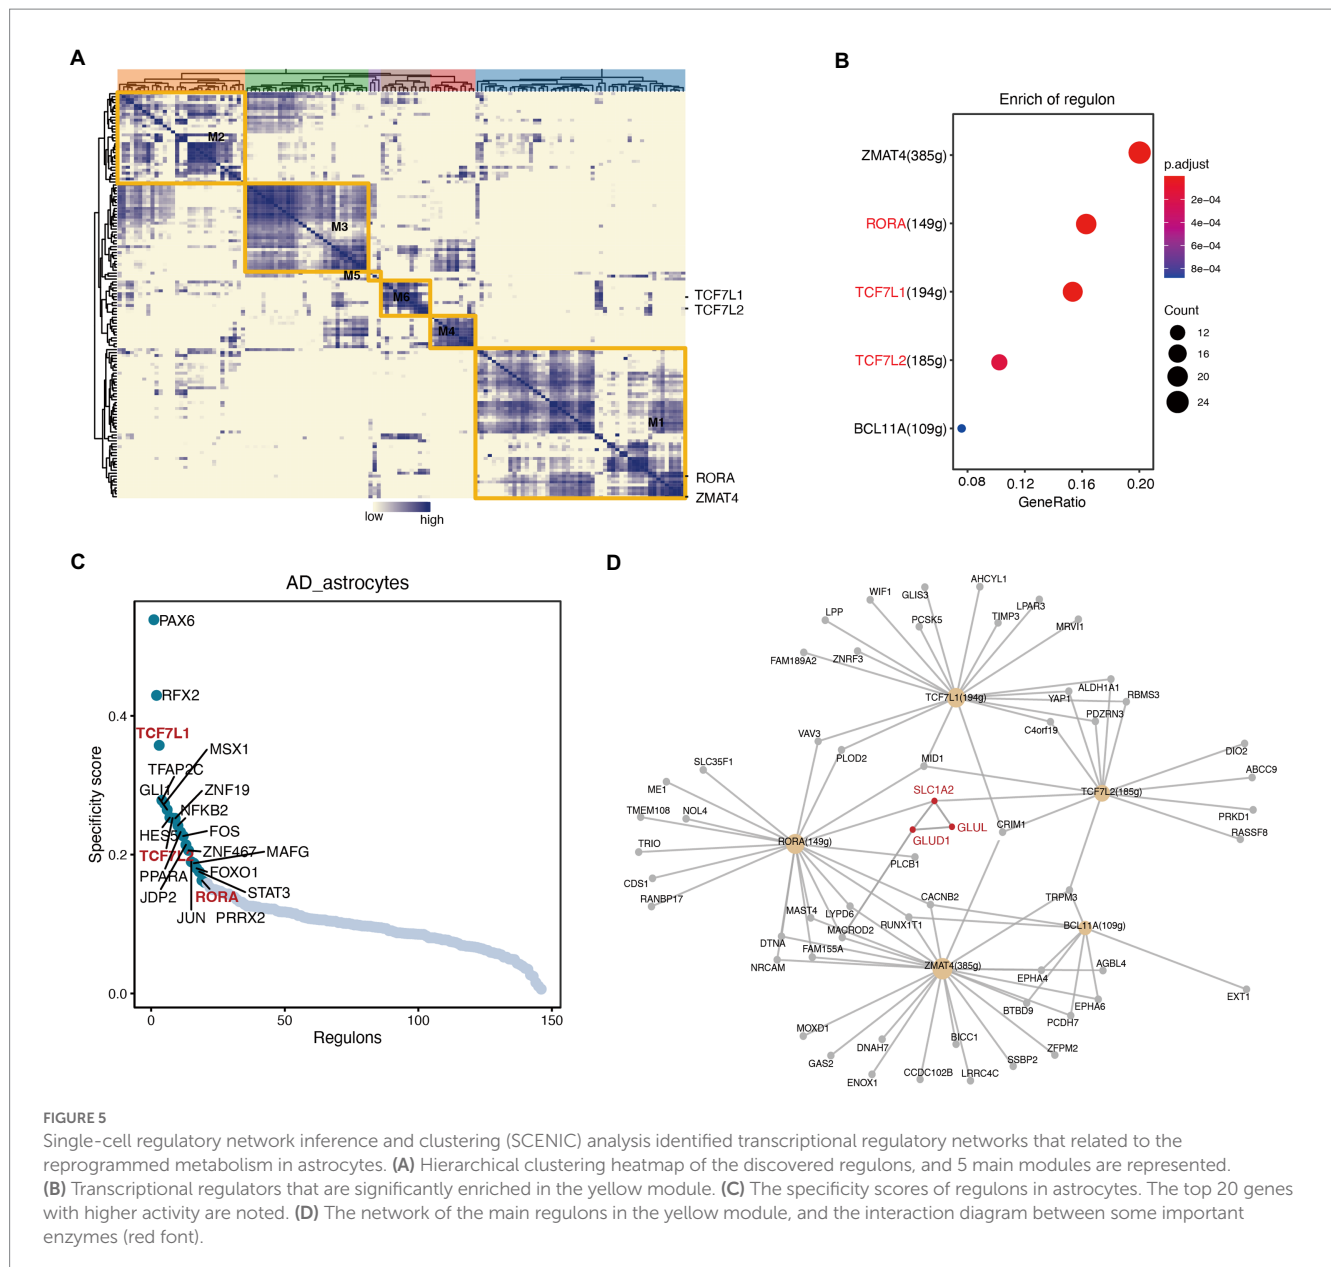 A
M2
M3
M5
M6
M4
M1
TCF7L1
TCF7L2
RORA
ZMAT4
low
high
B
Enrich of regulon
ZMAT4(385g)
RORA(149g)
TCF7L1(194g)
TCF7L2(185g)
BCL11A(109g)
0.08 0.12 0.16 0.20
GeneRatio
p.adjust
2e-04
4e-04
6e-04
8e-04
Count
12
16
20
24
C
AD_astrocytes
Specificity score
0.4
0.2
0.0
PAX6
RFX2
TCF7L1
MSX1
TFAP2C
GLI1
ZNF19
NFKB2
HES5
FOS
TCF7L2
ZNF467
MAFG
PPARA
FOXO1
JDP2
STAT3
RORA
JUN
PRRX2
0 50 100 150
Regulons
D
AHCYL1
WIF1
GLIS3
LPAR3
LPP
PCSK5
TIMP3
MRVI1
FAM189A2
ZNRF3
TCF7L1(194g)
ALDH1A1
YAP1
RBMS3
PDZRN3
C4orf19
VAV3
PLOD2
MID1
DIO2
SLC35F1
ABCC9
ME1
SLC1A2
TCF7L2(185g)
TMEM108
NOL4
PRKD1
GLUL
CRIM1
RASSF8
GLUD1
TRIO
RORA(149g)
PLCB1
CDS1
RANBP17
CACNB2
TRPM3
MAST4
LYPD6
RUNX1T1
MACROD2
BCL11A(109g)
DTNA
FAM155A
NRCAM
ZMAT4(385g)
AGBL4
EPHA4
EXT1
EPHA6
BTBD9
PCDH7
MOXD1
BICC1
DNAH7
ZFPM2
GAS2
SSBP2
CCDC102B
LRRC4C
ENOX1
FIGURE 5
Single-cell regulatory network inference and clustering (SCENIC) analysis identified transcriptional regulatory networks that related to the
reprogrammed metabolism in astrocytes. (A) Hierarchical clustering heatmap of the discovered regulons, and 5 main modules are represented.
(B) Transcriptional regulators that are significantly enriched in the yellow module. (C) The specificity scores of regulons in astrocytes. The top 20 genes
with higher activity are noted. (D) The network of the main regulons in the yellow module, and the interaction diagram between some important
enzymes (red font).